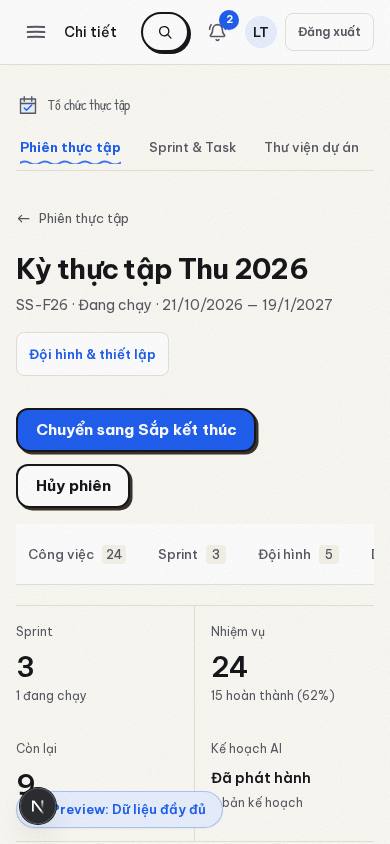 Chi tiết
2
LT
Đăng xuất
Tổ chức thực tập
Phiên thực tập
Sprint & Task
Thư viện dự án
← Phiên thực tập
Kỳ thực tập Thu 2026
SS-F26 · Đang chạy · 21/10/2026 — 19/1/2027
Đội hình & thiết lập
Chuyển sang Sắp kết thúc
Hủy phiên
Công việc 24
Sprint 3
Đội hình 5
Sprint
3
1 đang chạy
Nhiệm vụ
24
15 hoàn thành (62%)
Còn lại
9
Kế hoạch AI
Đã phát hành
bản kế hoạch
N
Preview: Dữ liệu đầy đủ